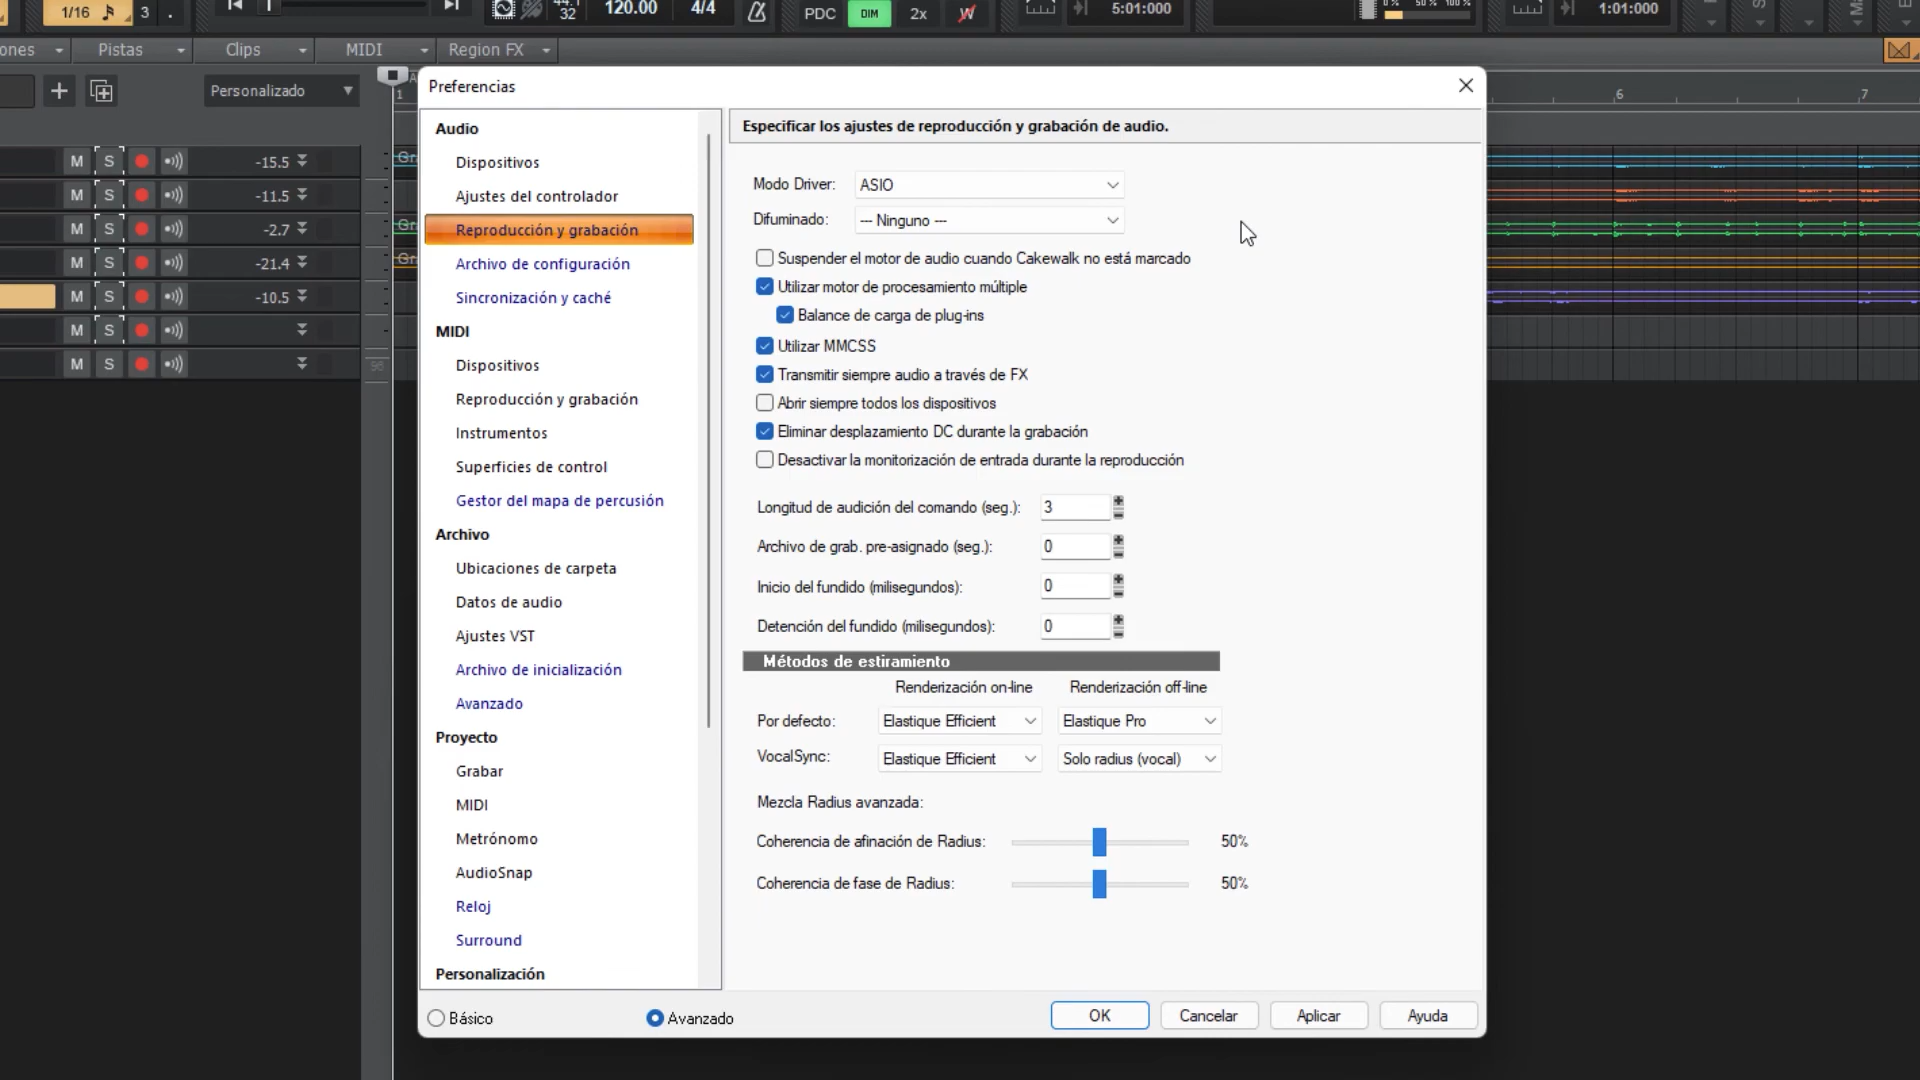 1/16 3
44.1
32
120.00 4/4
PDC DIM 2x
5:01:000
0 % 50 % 100 %
1:01:000
ones Pistas Clips MIDI Region FX
Personalizado
1 6 7
M S -15.5
M S -11.5
M S -2.7
M S -21.4
M S -10.5
M S
M S
96
Preferencias
Audio
Dispositivos
Ajustes del controlador
Reproducción y grabación
Archivo de configuración
Sincronización y caché
MIDI
Dispositivos
Reproducción y grabación
Instrumentos
Superficies de control
Gestor del mapa de percusión
Archivo
Ubicaciones de carpeta
Datos de audio
Ajustes VST
Archivo de inicialización
Avanzado
Proyecto
Grabar
MIDI
Metrónomo
AudioSnap
Reloj
Surround
Personalización
Básico Avanzado
Especificar los ajustes de reproducción y grabación de audio.
Modo Driver: ASIO
Difuminado: --- Ninguno ---
Suspender el motor de audio cuando Cakewalk no está marcado
Utilizar motor de procesamiento múltiple
Balance de carga de plug-ins
Utilizar MMCSS
Transmitir siempre audio a través de FX
Abrir siempre todos los dispositivos
Eliminar desplazamiento DC durante la grabación
Desactivar la monitorización de entrada durante la reproducción
Longitud de audición del comando (seg.): 3
Archivo de grab. pre-asignado (seg.): 0
Inicio del fundido (milisegundos): 0
Detención del fundido (milisegundos): 0
Métodos de estiramiento
Renderización on-line Renderización off-line
Por defecto: Elastique Efficient Elastique Pro
VocalSync: Elastique Efficient Solo radius (vocal)
Mezcla Radius avanzada:
Coherencia de afinación de Radius: 50%
Coherencia de fase de Radius: 50%
OK Cancelar Aplicar Ayuda